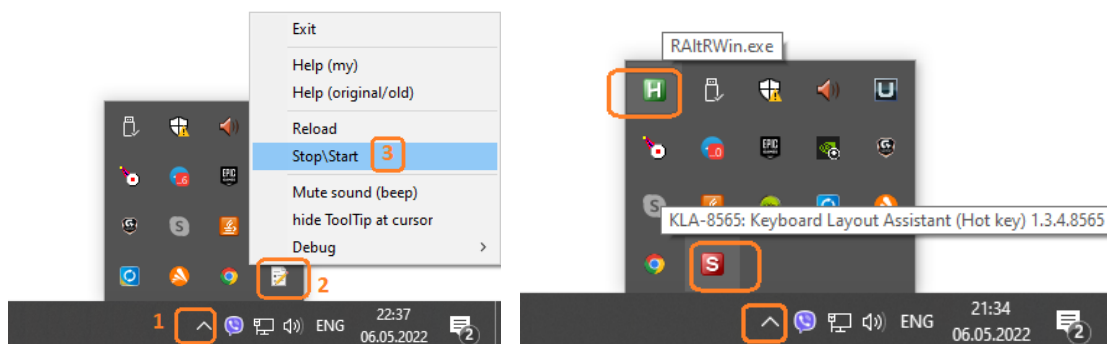 Exit
Help (my)
Help (original/old)
Reload
Stop\Start 3
Mute sound (beep)
hide ToolTip at cursor
Debug
2
1
ENG
22:37
06.05.2022
2
RAltRWin.exe
H
U
KLA-8565: Keyboard Layout Assistant (Hot key) 1.3.4.8565
S
ENG
21:34
06.05.2022
2